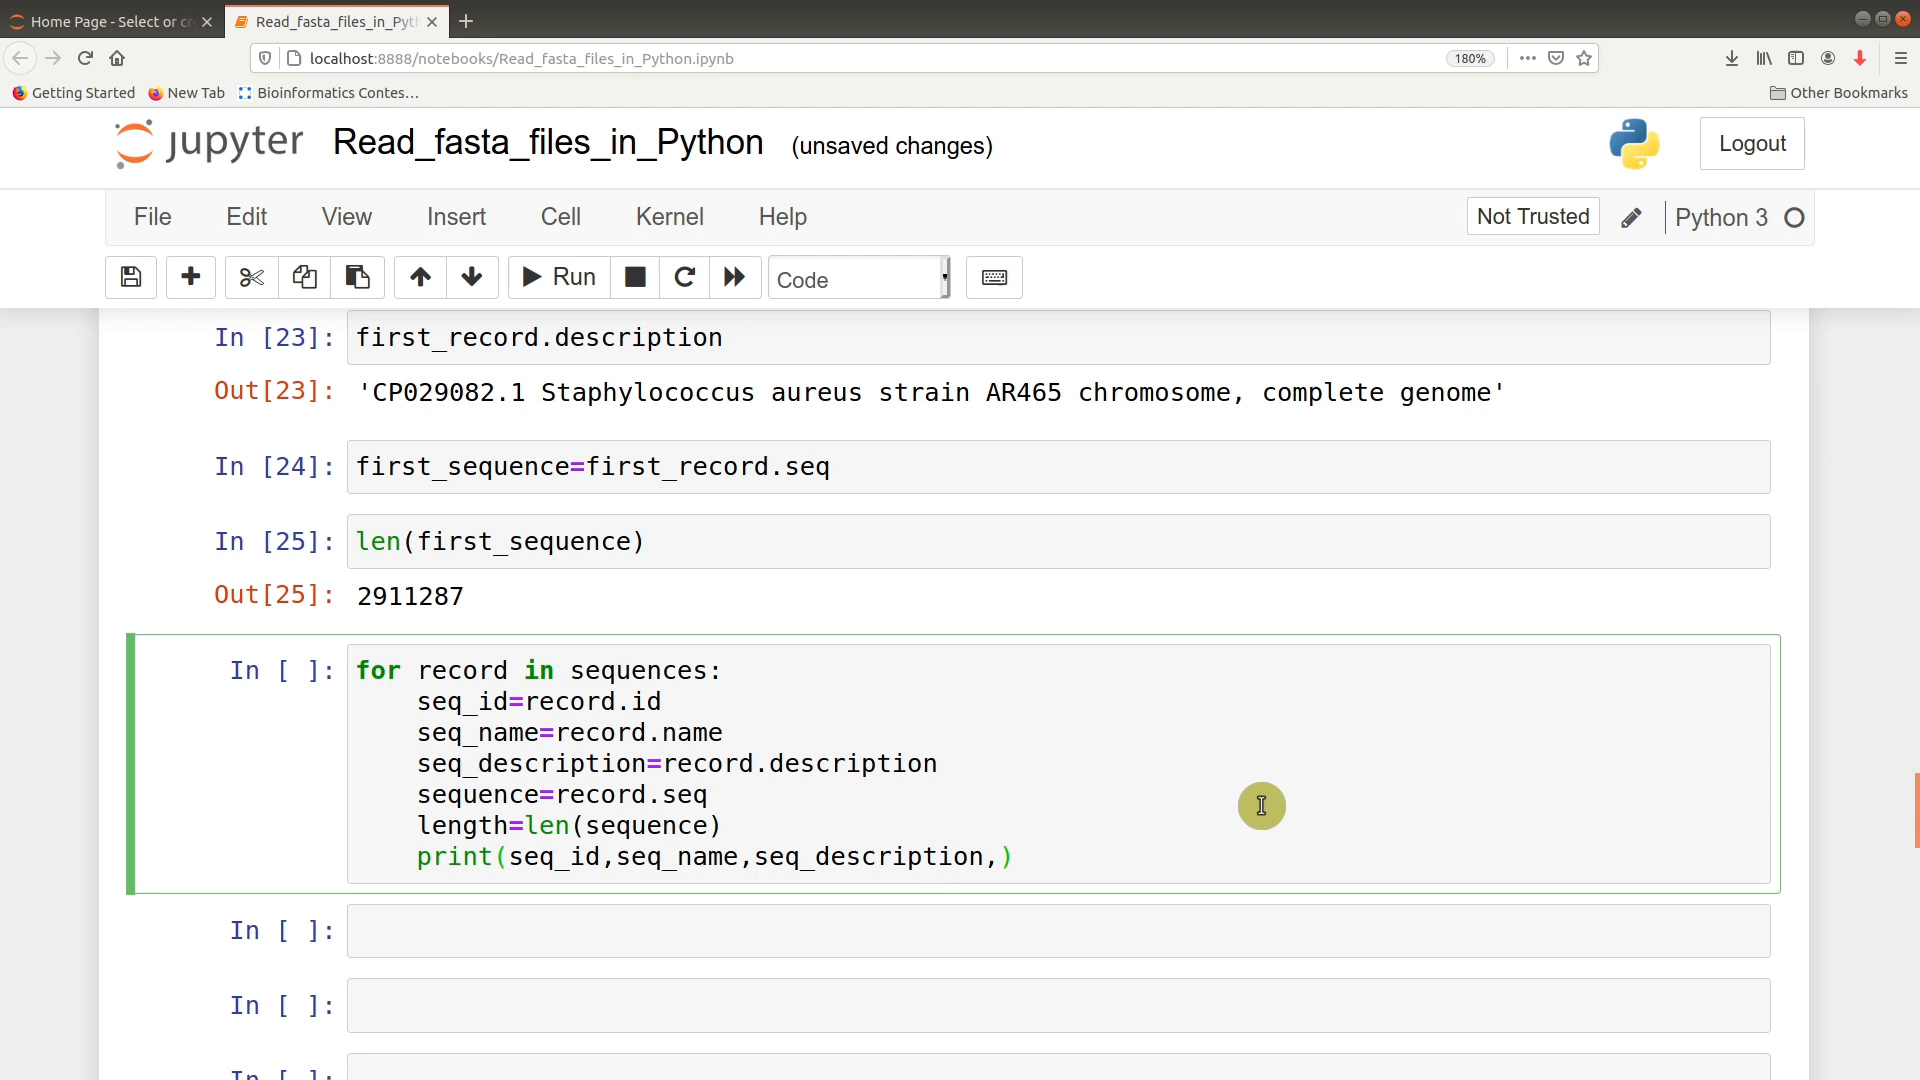 Home Page - Select or cr
Read_fasta_files_in_Pyt
localhost:8888/notebooks/Read_fasta_files_in_Python.ipynb
180%
Getting Started
New Tab
Bioinformatics Contes…
Other Bookmarks
jupyter
Read_fasta_files_in_Python
(unsaved changes)
Logout
File
Edit
View
Insert
Cell
Kernel
Help
Not Trusted
Python 3
Run
Code
In [23]:
first_record.description
Out[23]:
'CP029082.1 Staphylococcus aureus strain AR465 chromosome, complete genome'
In [24]:
first_sequence=first_record.seq
In [25]:
len(first_sequence)
Out[25]:
2911287
In [ ]:
for record in sequences:
    seq_id=record.id
    seq_name=record.name
    seq_description=record.description
    sequence=record.seq
    length=len(sequence)
    print(seq_id,seq_name,seq_description,)
In [ ]:
In [ ]:
In [ ]: